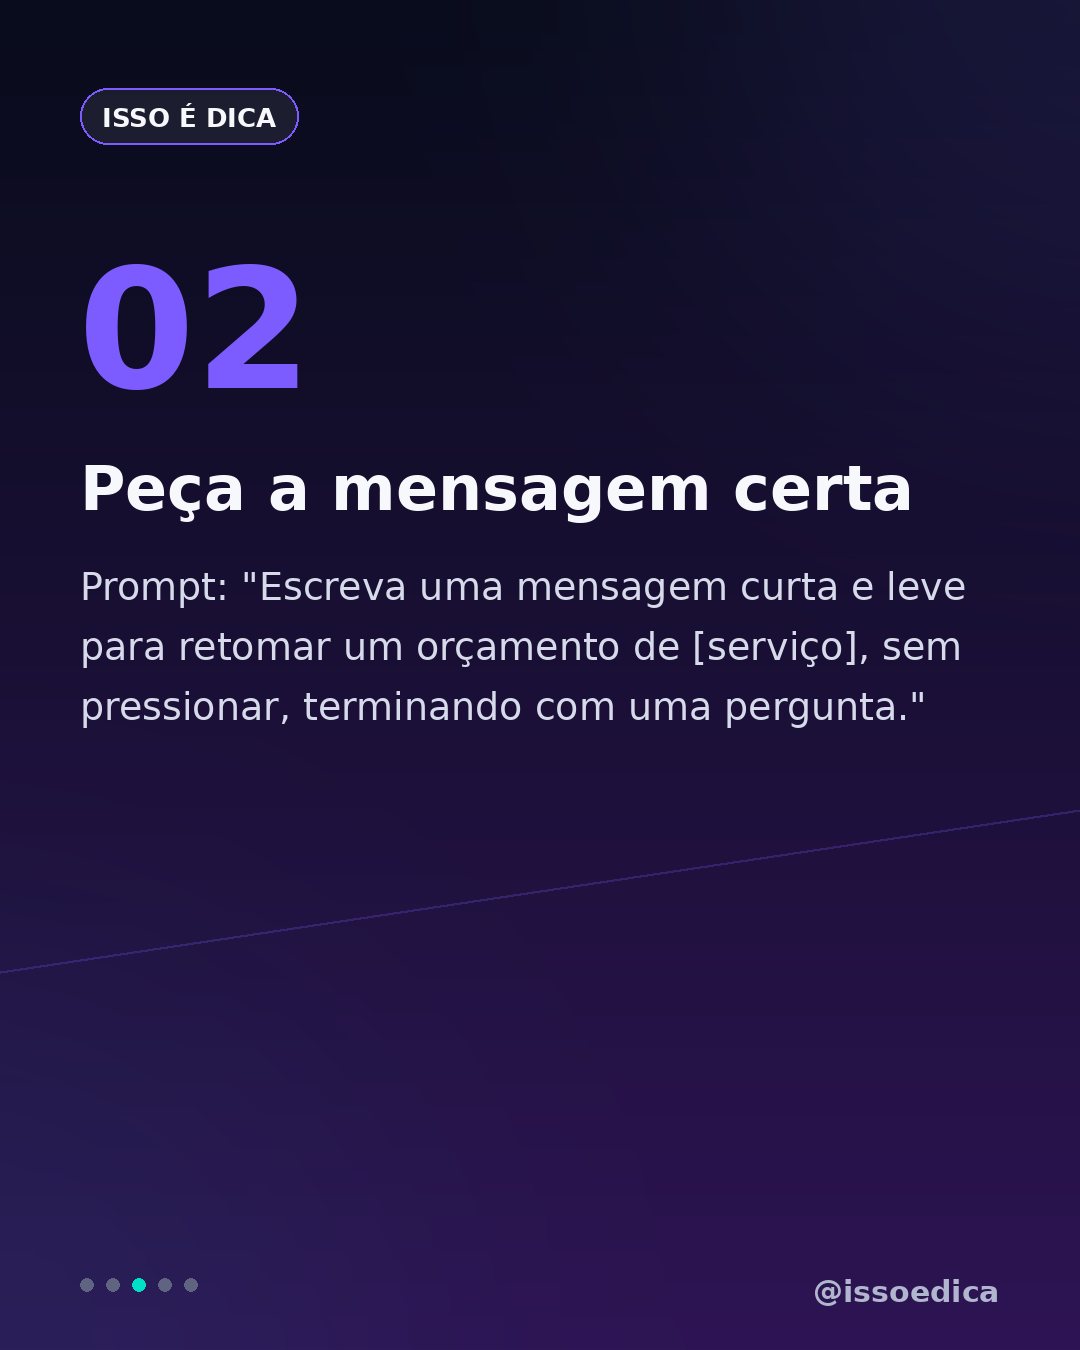 ISSO É DICA
02
Peça a mensagem certa
Prompt: "Escreva uma mensagem curta e leve
para retomar um orçamento de [serviço], sem
pressionar, terminando com uma pergunta."
@issoedica